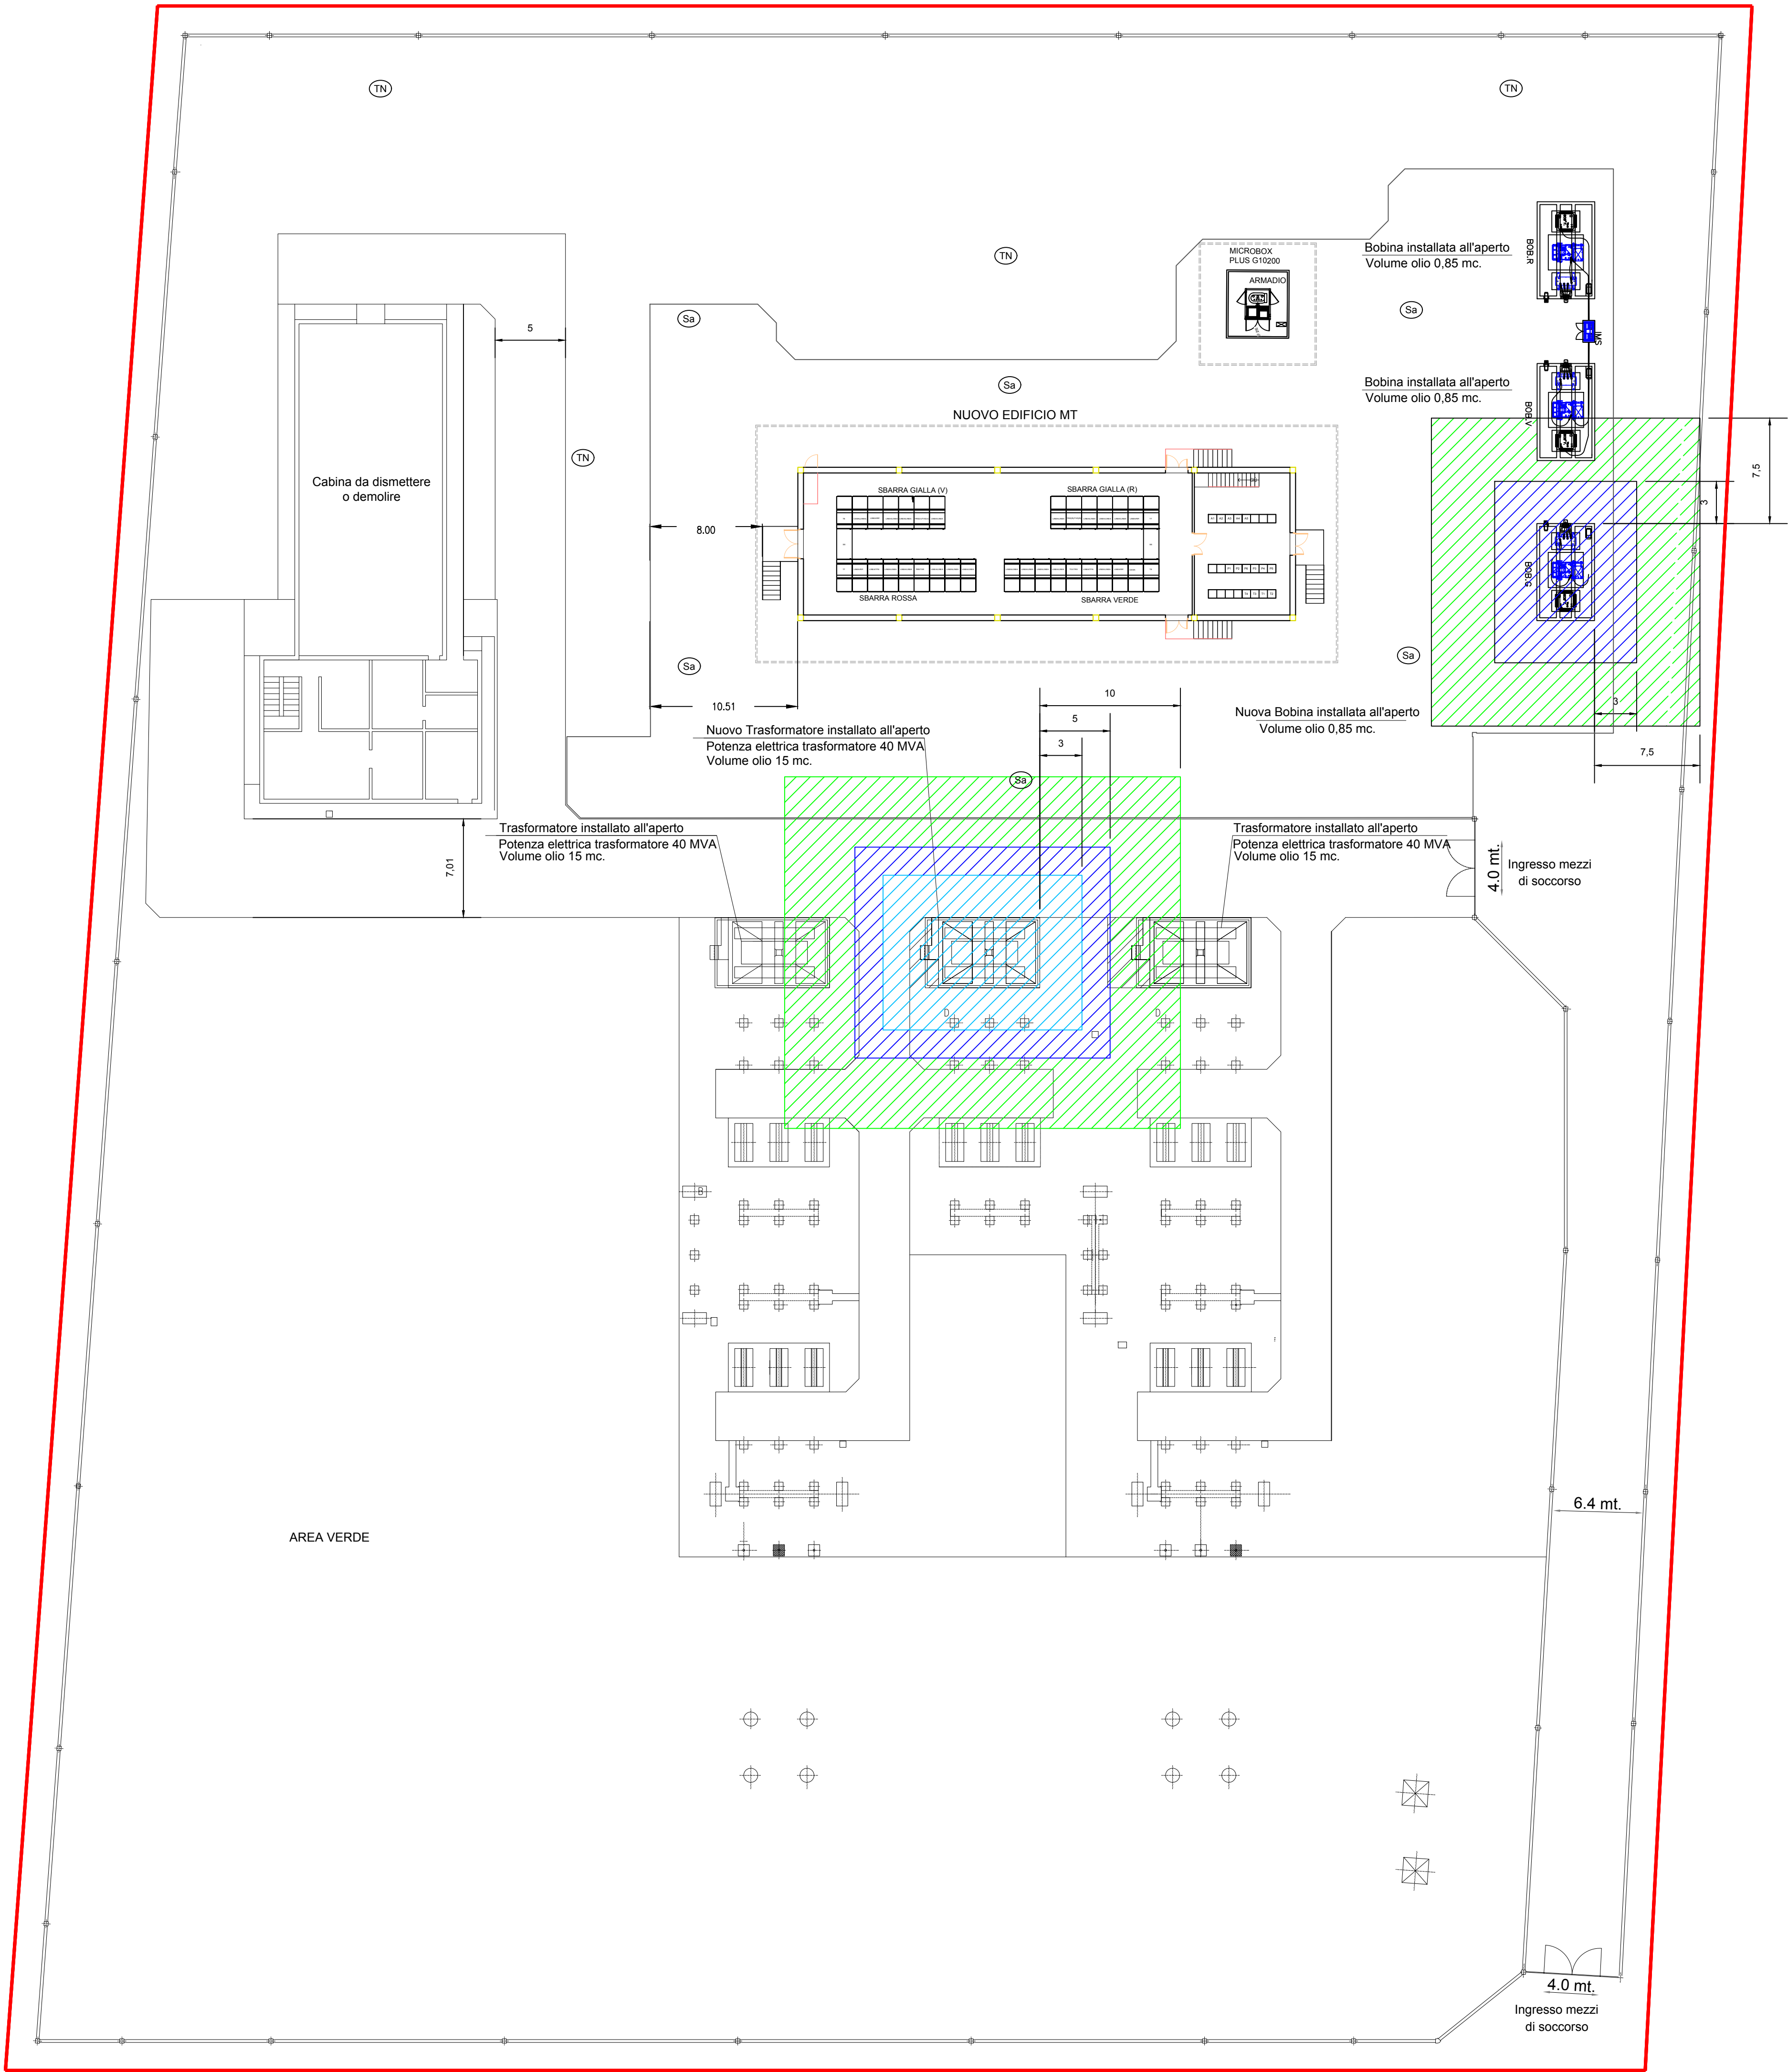 TN
TN
TN
MICROBOX
PLUS G10200
ARMADIO
Bobina installata all'aperto
Volume olio 0,85 mc.
BOB.R
Sa
Sa
5
IMS
Sa
Bobina installata all'aperto
Volume olio 0,85 mc.
BOB.V
NUOVO EDIFICIO MT
TN
Cabina da dismettere
o demolire
SBARRA GIALLA (V)
SBARRA GIALLA (R)
7,5
3
8.00
BOB.G
SBARRA ROSSA
SBARRA VERDE
Sa
Sa
10.51
10
5
3
Nuova Bobina installata all'aperto
Volume olio 0,85 mc.
3
7,5
Nuovo Trasformatore installato all'aperto
Potenza elettrica trasformatore 40 MVA
Volume olio 15 mc.
Sa
Trasformatore installato all'aperto
Potenza elettrica trasformatore 40 MVA
Volume olio 15 mc.
Trasformatore installato all'aperto
Potenza elettrica trasformatore 40 MVA
Volume olio 15 mc.
7,01
4.0 mt.
Ingresso mezzi
di soccorso
D
D
6.4 mt.
AREA VERDE
4.0 mt.
Ingresso mezzi
di soccorso